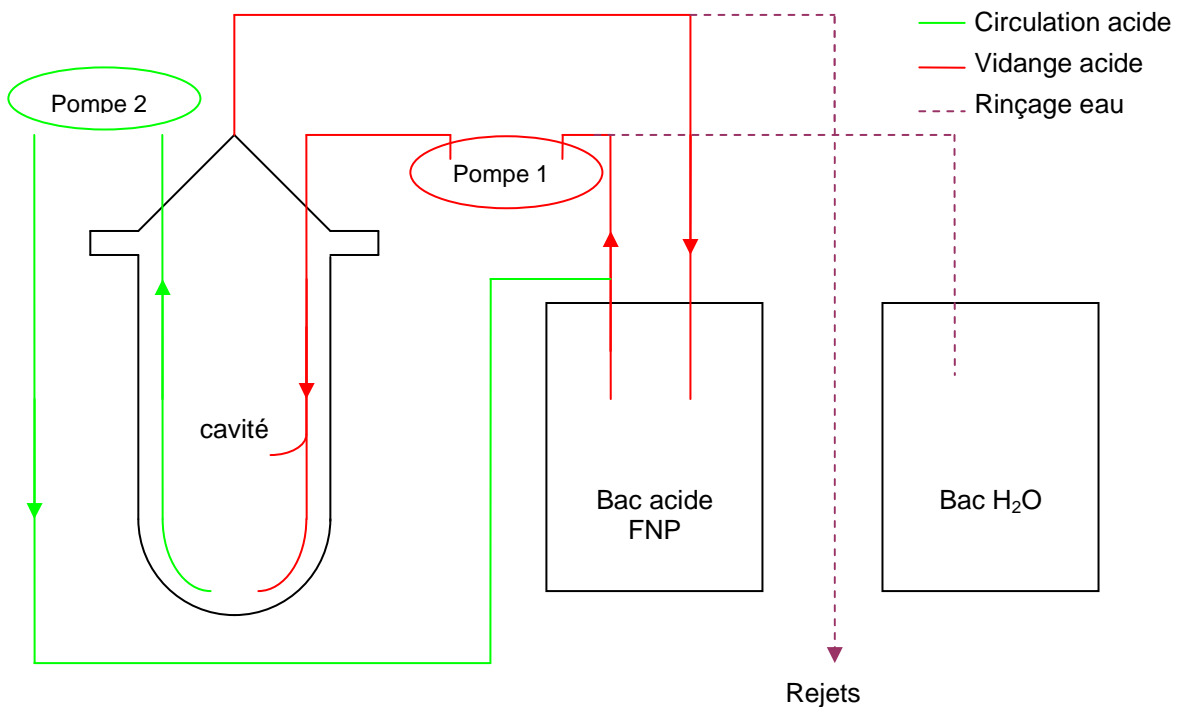 Circulation acide
Vidange acide
Rinçage eau
Pompe 2
Pompe 1
cavité
Bac acide
FNP
Bac H₂O
Rejets